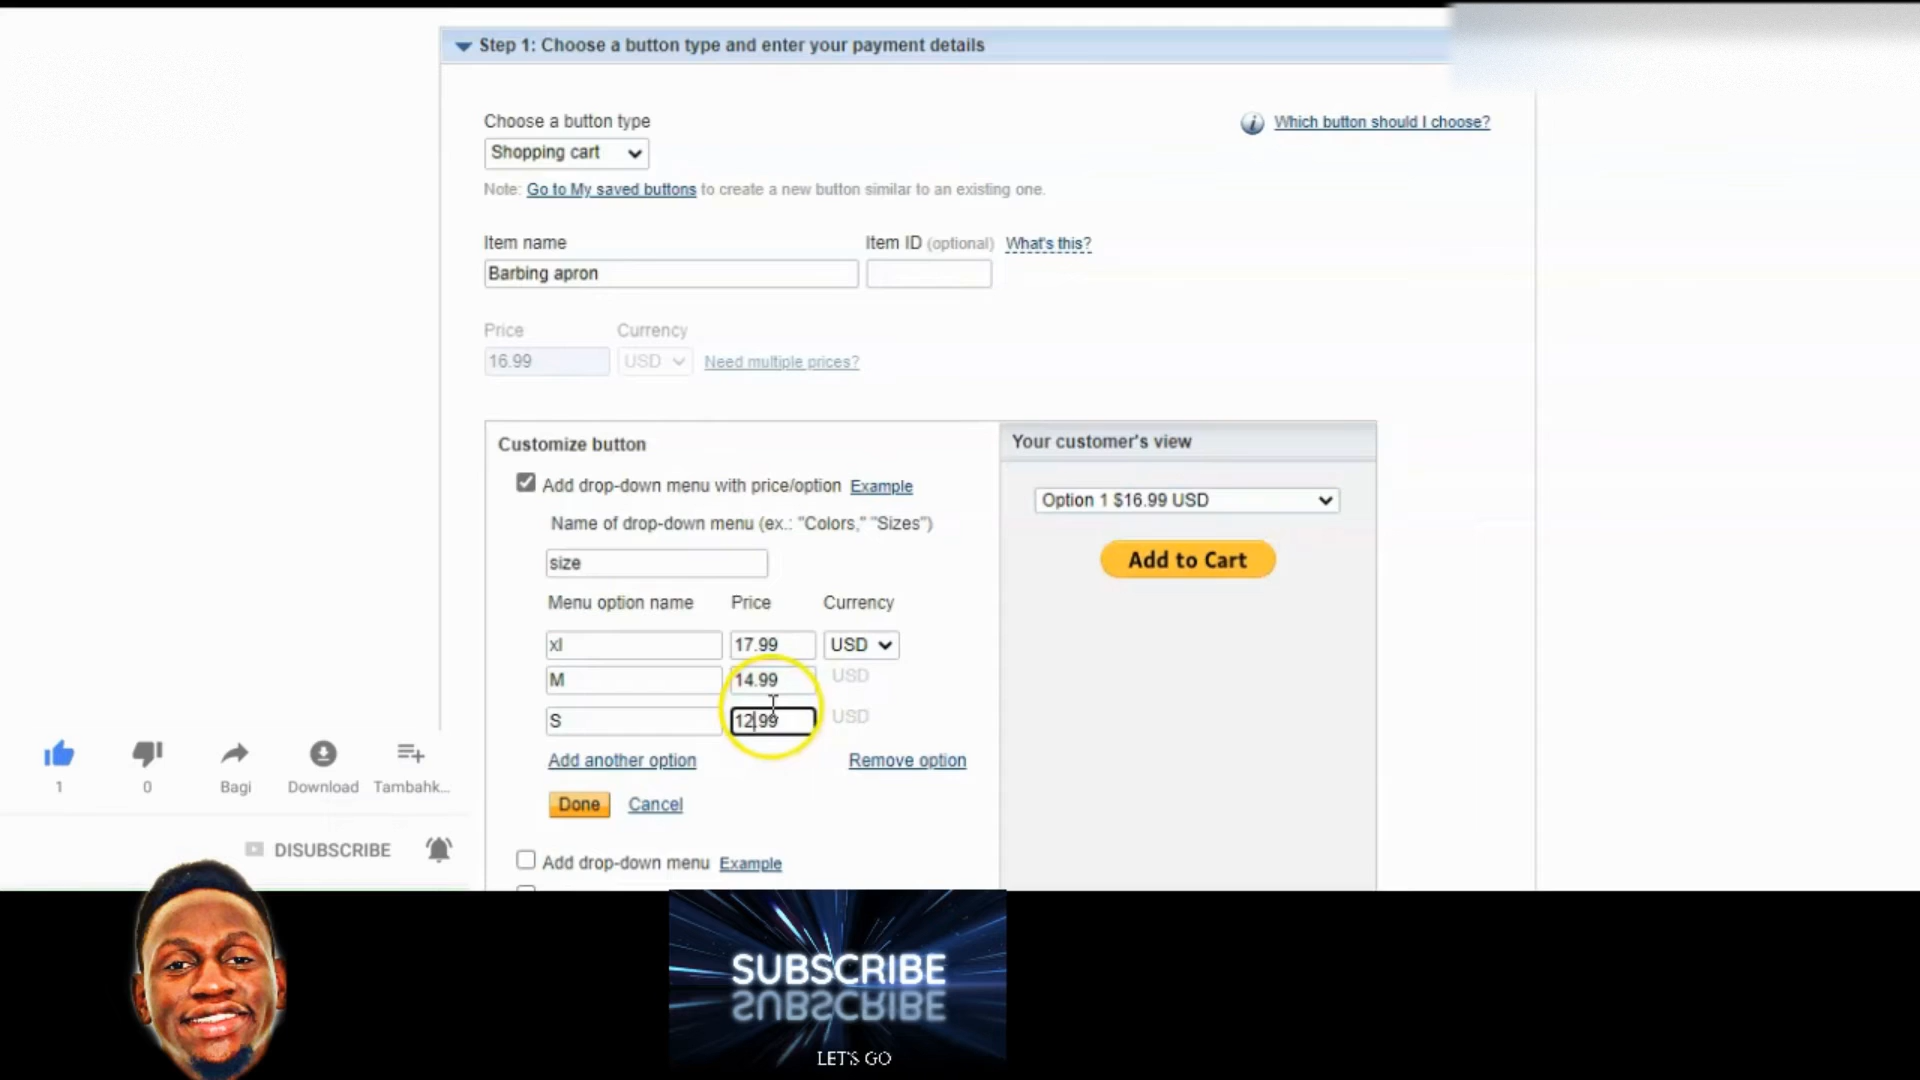 Step 1: Choose a button type and enter your payment details
Choose a button type
Which button should I choose?
Shopping cart
Note: Go to My saved buttons to create a new button similar to an existing one.
Item name
Item ID (optional) What's this?
Barbing apron
Price
Currency
16.99
USD
Need multiple prices?
Customize button
Your customer's view
Add drop-down menu with price/option Example
Option 1 $16.99 USD
Name of drop-down menu (ex.: "Colors," "Sizes")
Add to Cart
size
Menu option name Price Currency
xl 17.99 USD
M 14.99 USD
S 12.99 USD
Add another option Remove option
Done Cancel
1 0 Bagi Download Tambahk...
DISUBSCRIBE
Add drop-down menu Example
SUBSCRIBE
SUBSCRIBE
LET'S GO